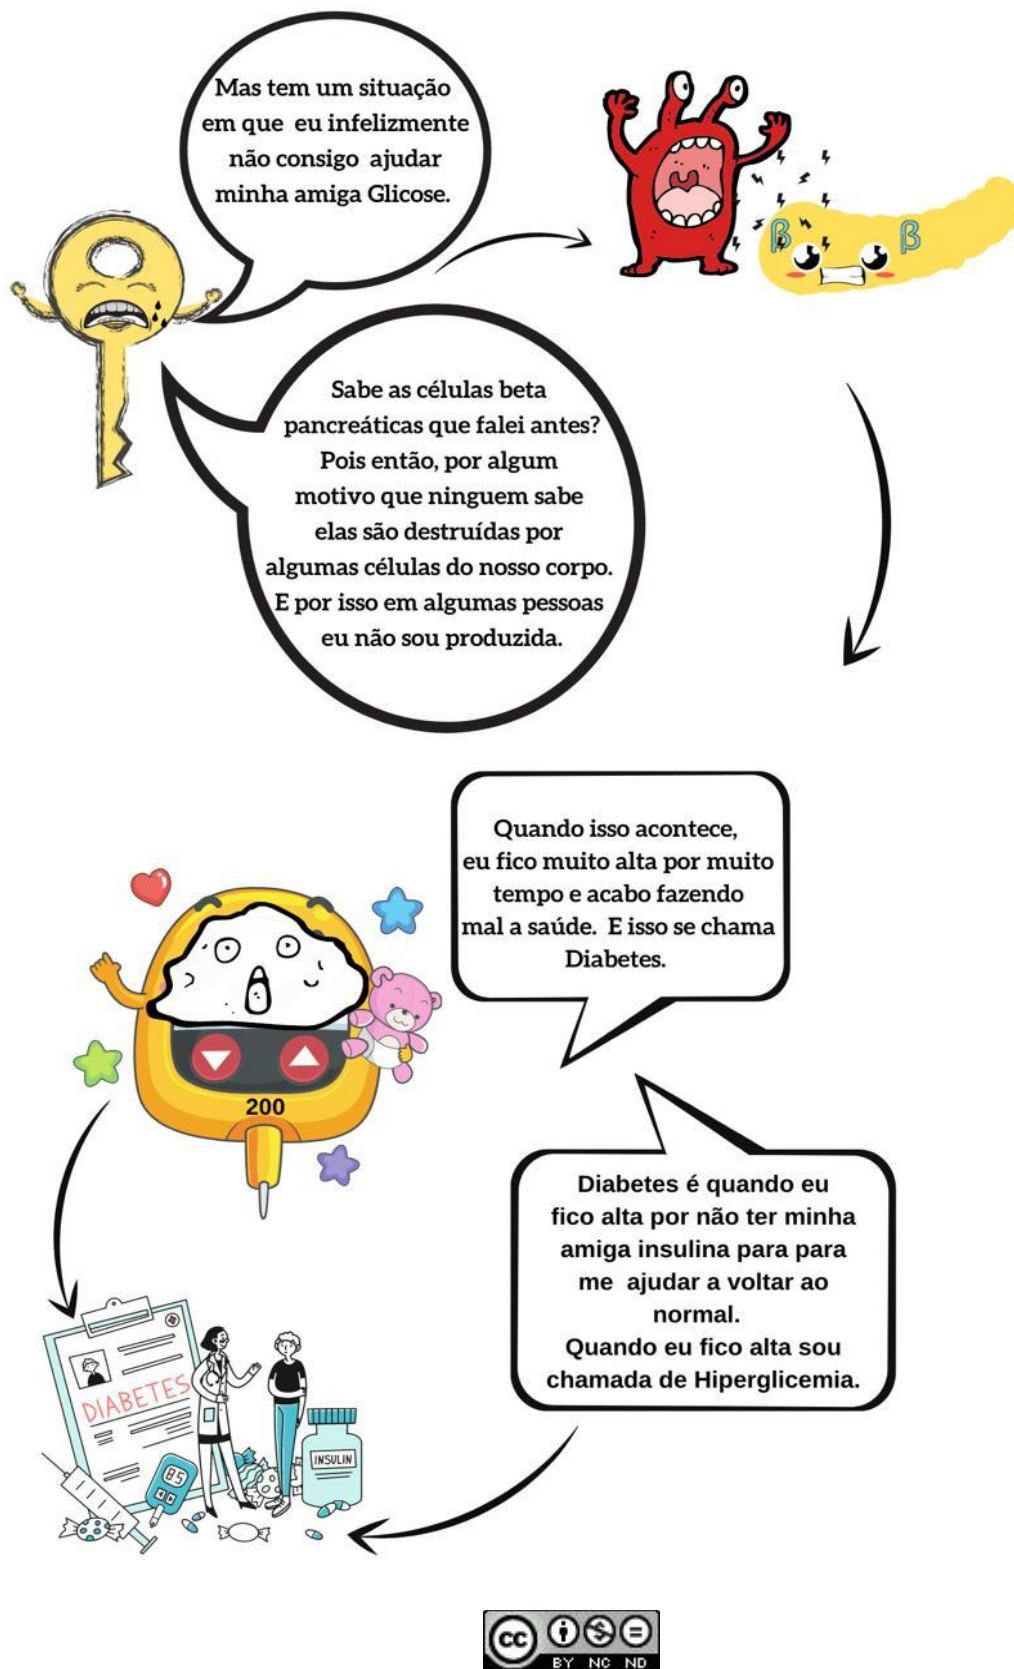 Mas tem um situação
em que eu infelizmente
não consigo ajudar
minha amiga Glicose.
β
β
Sabe as células beta
pancreáticas que falei antes?
Pois então, por algum
motivo que ninguem sabe
elas são destruídas por
algumas células do nosso corpo.
E por isso em algumas pessoas
eu não sou produzida.
Quando isso acontece,
eu fico muito alta por muito
tempo e acabo fazendo
mal a saúde. E isso se chama
Diabetes.
200
Diabetes é quando eu
fico alta por não ter minha
amiga insulina para para
me ajudar a voltar ao
normal.
Quando eu fico alta sou
chamada de Hiperglicemia.
DIABETES
85
INSULIN
cc
BY NC ND